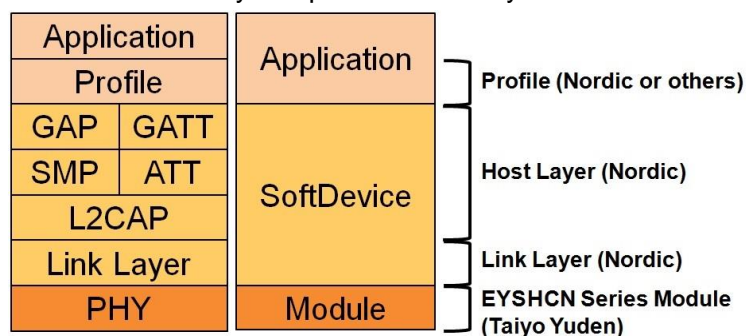 Application
Profile
GAP GATT
SMP ATT
L2CAP
Link Layer
PHY
Application
SoftDevice
Module
Profile (Nordic or others)
Host Layer (Nordic)
Link Layer (Nordic)
EYSHCN Series Module
(Taiyo Yuden)